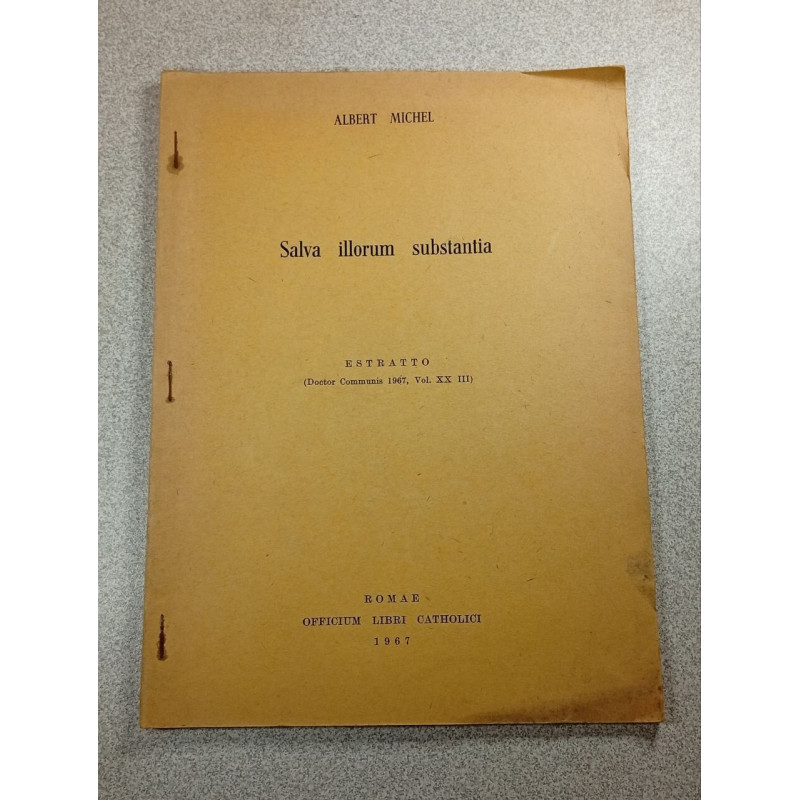 ALBERT MICHEL
Salva illorum substantia
ESTRATTO
(Doctor Communis 1967, Vol. XX III)
ROMAE
OFFICIUM LIBRI CATHOLICI
1967